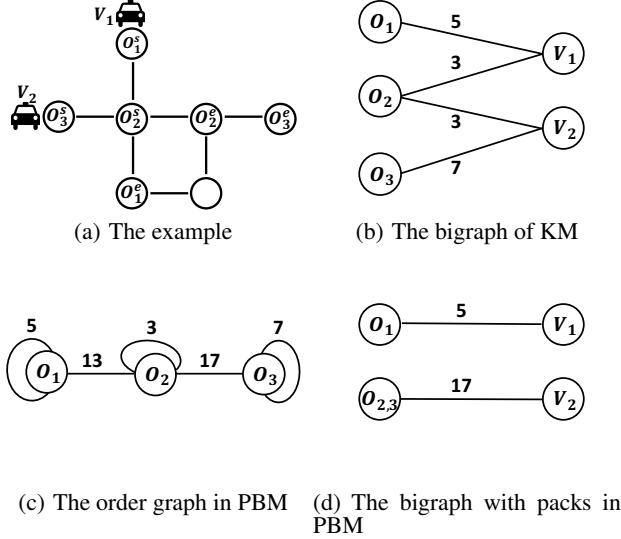 V₁
O₁ˢ
V₂
O₃ˢ O₂ˢ O₂ᵉ O₃ᵉ
O₁ᵉ
(a) The example
O₁ 5
V₁
3
O₂
3
V₂
O₃ 7
(b) The bigraph of KM
5 3 7
O₁ 13 O₂ 17 O₃
(c) The order graph in PBM
O₁ 5 V₁
O₂,₃ 17 V₂
(d) The bigraph with packs in
PBM